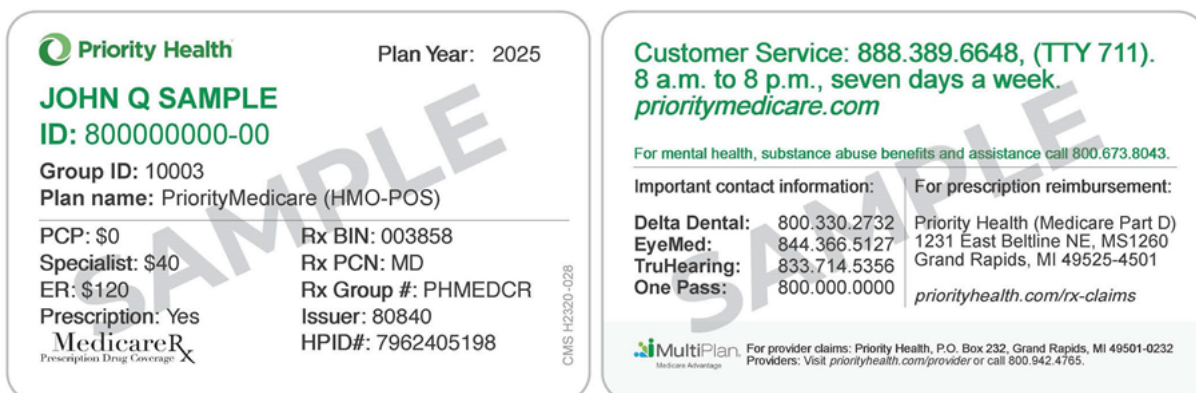 Priority Health
Plan Year: 2025
JOHN Q SAMPLE
ID: 800000000-00
Group ID: 10003
Plan name: PriorityMedicare (HMO-POS)
PCP: $0
Specialist: $40
ER: $120
Prescription: Yes
MedicareRx
Prescription Drug Coverage
Rx BIN: 003858
Rx PCN: MD
Rx Group #: PHMEDCR
Issuer: 80840
HPID#: 7962405198
CMS H2320-028
SAMPLE
Customer Service: 888.389.6648, (TTY 711).
8 a.m. to 8 p.m., seven days a week.
prioritymedicare.com
For mental health, substance abuse benefits and assistance call 800.673.8043.
Important contact information:
Delta Dental: 800.330.2732
EyeMed: 844.366.5127
TruHearing: 833.714.5356
One Pass: 800.000.0000
For prescription reimbursement:
Priority Health (Medicare Part D)
1231 East Beltline NE, MS1260
Grand Rapids, MI 49525-4501
priorityhealth.com/rx-claims
MultiPlan.
Medicare Advantage
For provider claims: Priority Health, P.O. Box 232, Grand Rapids, MI 49501-0232
Providers: Visit priorityhealth.com/provider or call 800.942.4765.
SAMPLE